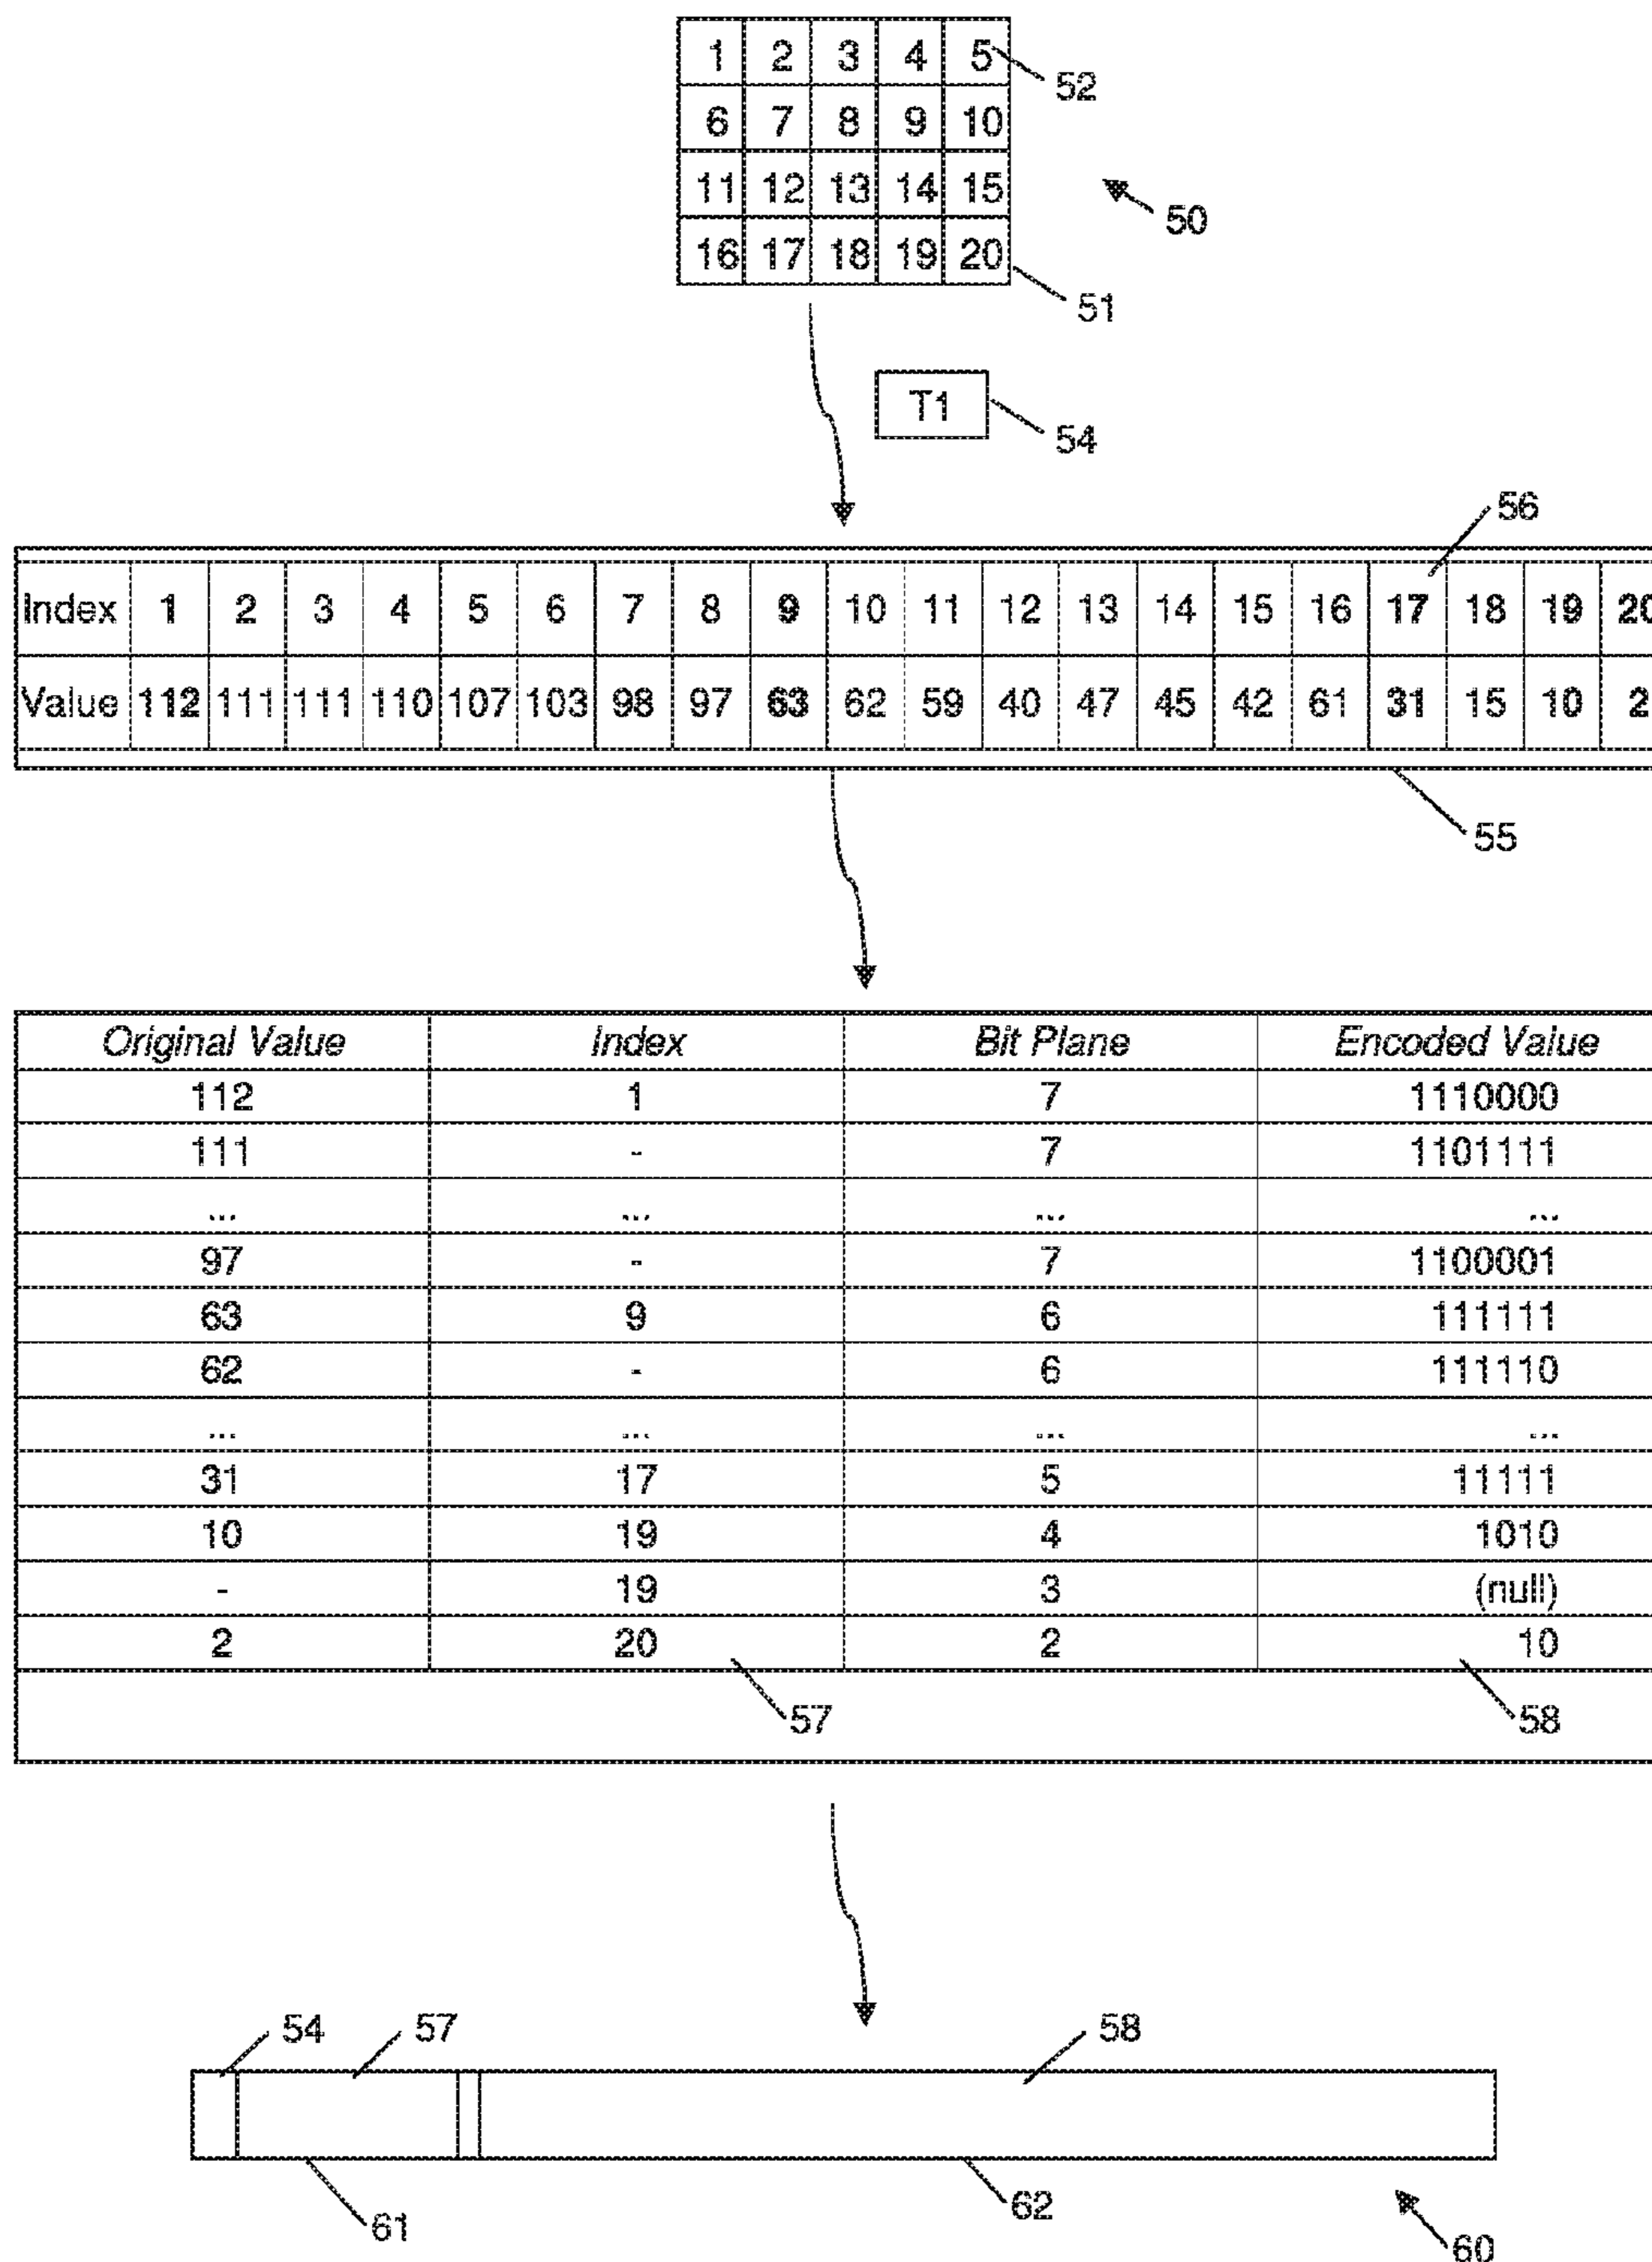 1 2 3 4 5
52
6 7 8 9 10
11 12 13 14 15
50
16 17 18 19 20
51
T1
54
56
Index 1 2 3 4 5 6 7 8 9 10 11 12 13 14 15 16 17 18 19 20
Value 112 111 111 110 107 103 98 97 63 62 59 40 47 45 42 61 31 15 10 2
55
Original Value Index Bit Plane Encoded Value
112 1 7 1110000
111 - 7 1101111
... ... ... ...
97 - 7 1100001
63 9 6 111111
62 - 6 111110
... ... ... ...
31 17 5 11111
10 19 4 1010
- 19 3 (null)
2 20 2 10
57 58
54 57 58
61 62
60